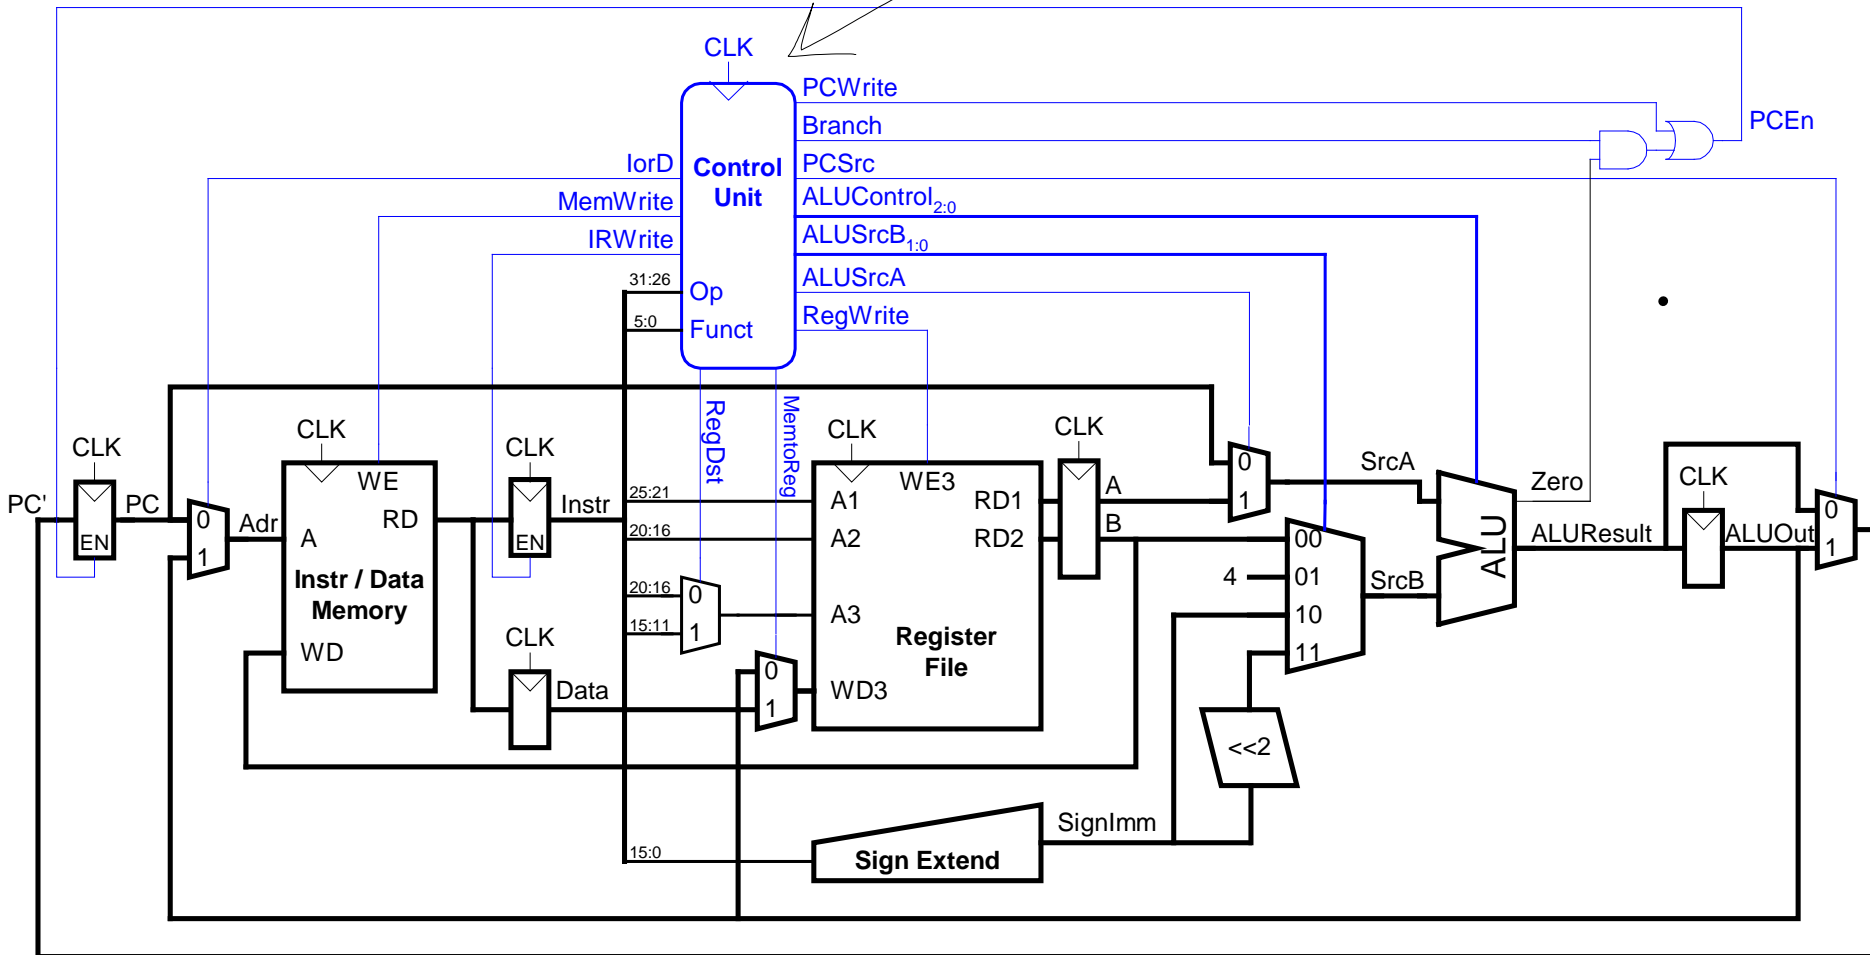 CLK
PCWrite
Branch
PCEn
IorD
Control
Unit
PCSrc
MemWrite
ALUControl2:0
IRWrite
ALUSrcB1:0
31:26
Op
ALUSrcA
5:0
Funct
RegWrite
RegDst
MemtoReg
CLK
CLK
CLK
CLK
CLK
CLK
PC'
EN
PC
0
1
Adr
WE
A
RD
Instr / Data
Memory
WD
EN
Instr
25:21
20:16
20:16
15:11
0
1
CLK
Data
0
1
A1
A2
A3
WD3
WE3
RD1
RD2
Register
File
A
B
0
1
SrcA
4
00
01
10
11
SrcB
ALU
Zero
ALUResult
ALUOut
0
1
<<2
SignImm
15:0
Sign Extend